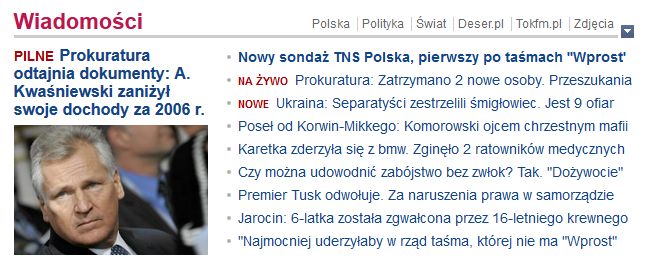 Wiadomości
Polska | Polityka | Świat | Deser.pl | Tokfm.pl | Zdjęcia
PILNE Prokuratura
odtajnia dokumenty: A.
Kwaśniewski zaniżył
swoje dochody za 2006 r.
Nowy sondaż TNS Polska, pierwszy po taśmach "Wprost"
NA ŻYWO Prokuratura: Zatrzymano 2 nowe osoby. Przeszukania
NOWE Ukraina: Separatyści zestrzelili śmigłowiec. Jest 9 ofiar
Poseł od Korwin-Mikkego: Komorowski ojcem chrzestnym mafii
Karetka zderzyła się z bmw. Zginęło 2 ratowników medycznych
Czy można udowodnić zabójstwo bez zwłok? Tak. "Dożywocie"
Premier Tusk odwołuje. Za naruszenia prawa w samorządzie
Jarocin: 6-latka została zgwałcona przez 16-letniego krewnego
"Najmocniej uderzyłaby w rząd taśma, której nie ma "Wprost"